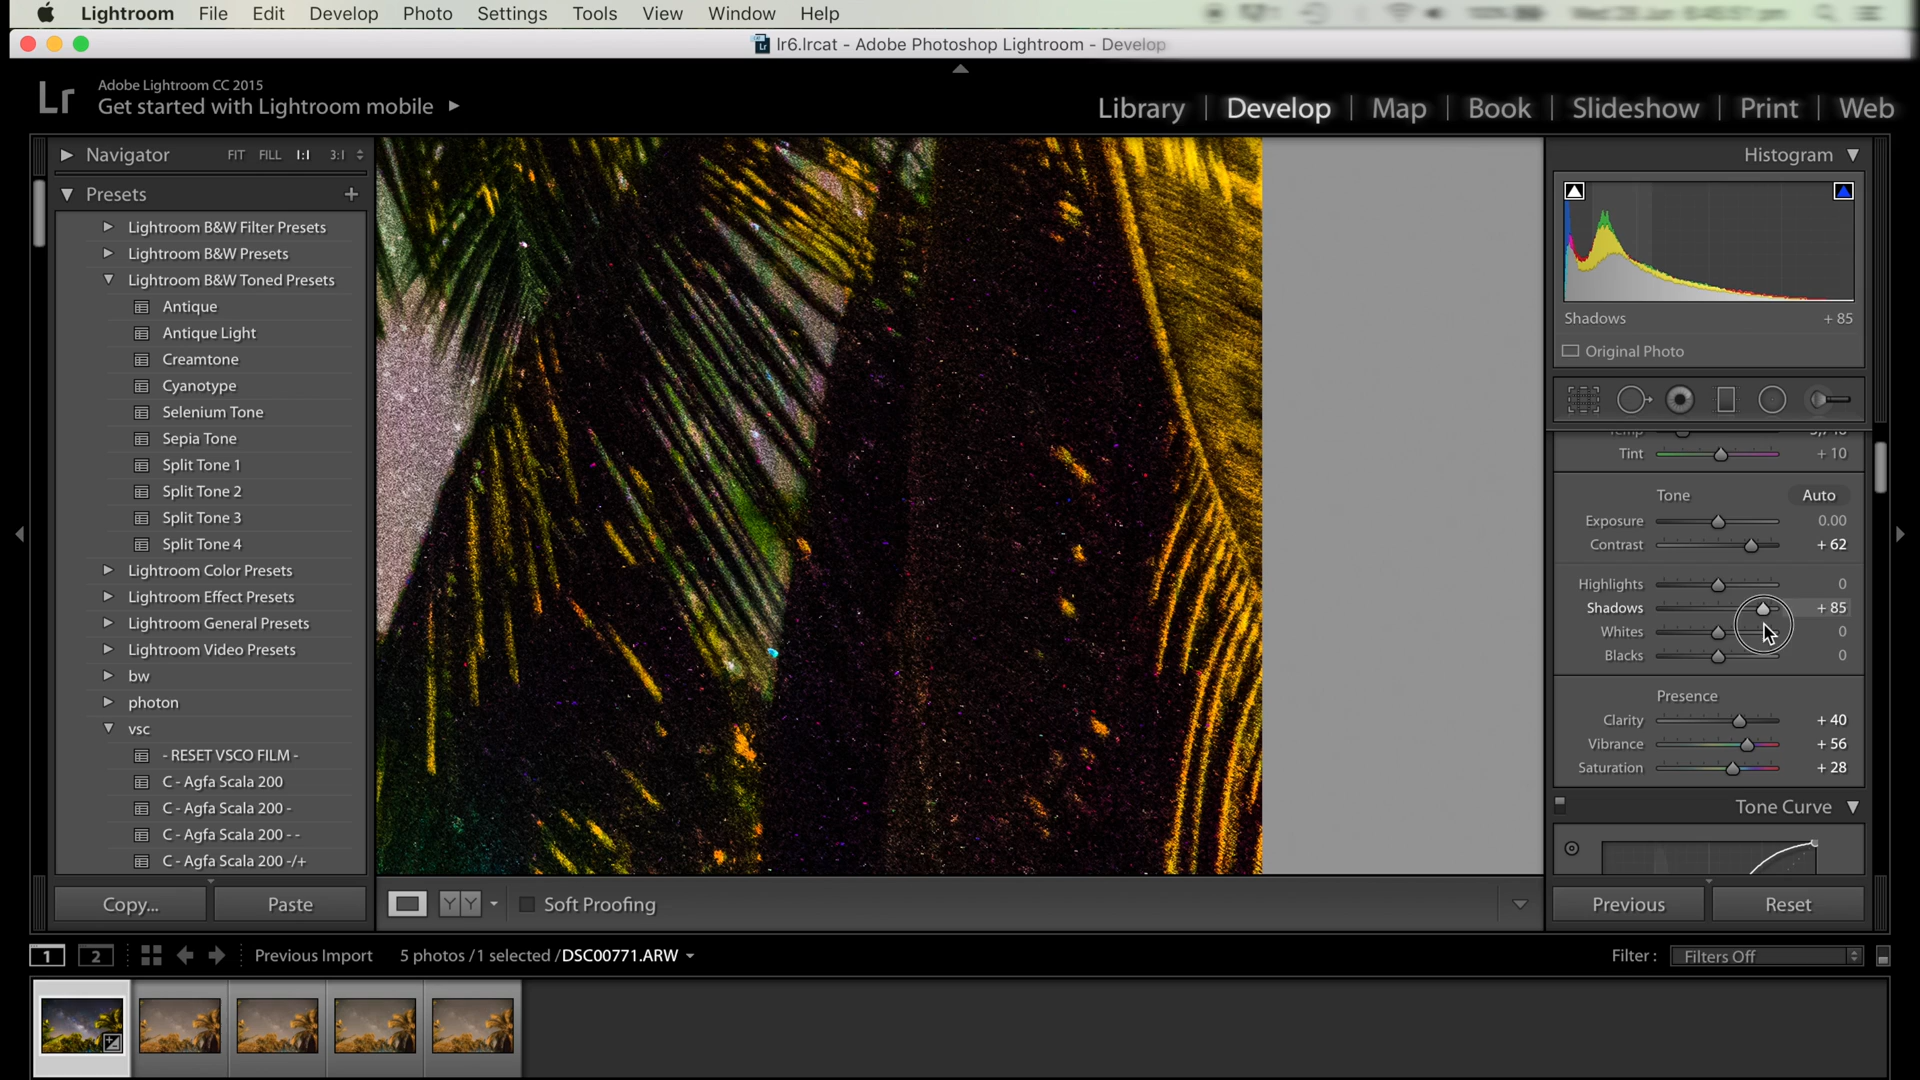 Lightroom File Edit Develop Photo Settings Tools View Window Help
Lr lr6.lrcat - Adobe Photoshop Lightroom - Develop
Lr
Adobe Lightroom CC 2015
Get started with Lightroom mobile
Library Develop Map Book Slideshow Print Web
Navigator FIT FILL 1:1 3:1
Presets +
Lightroom B&W Filter Presets
Lightroom B&W Presets
Lightroom B&W Toned Presets
Antique
Antique Light
Creamtone
Cyanotype
Selenium Tone
Sepia Tone
Split Tone 1
Split Tone 2
Split Tone 3
Split Tone 4
Lightroom Color Presets
Lightroom Effect Presets
Lightroom General Presets
Lightroom Video Presets
bw
photon
vsc
- RESET VSCO FILM -
C - Agfa Scala 200
C - Agfa Scala 200 -
C - Agfa Scala 200 - -
C - Agfa Scala 200 -/+
Copy... Paste
Histogram
Shadows + 85
Original Photo
Tint + 10
Tone Auto
Exposure 0.00
Contrast + 62
Highlights 0
Shadows + 85
Whites 0
Blacks 0
Presence
Clarity + 40
Vibrance + 56
Saturation + 28
Tone Curve
Previous Reset
YY Soft Proofing
1 2 Previous Import 5 photos / 1 selected / DSC00771.ARW
Filter : Filters Off